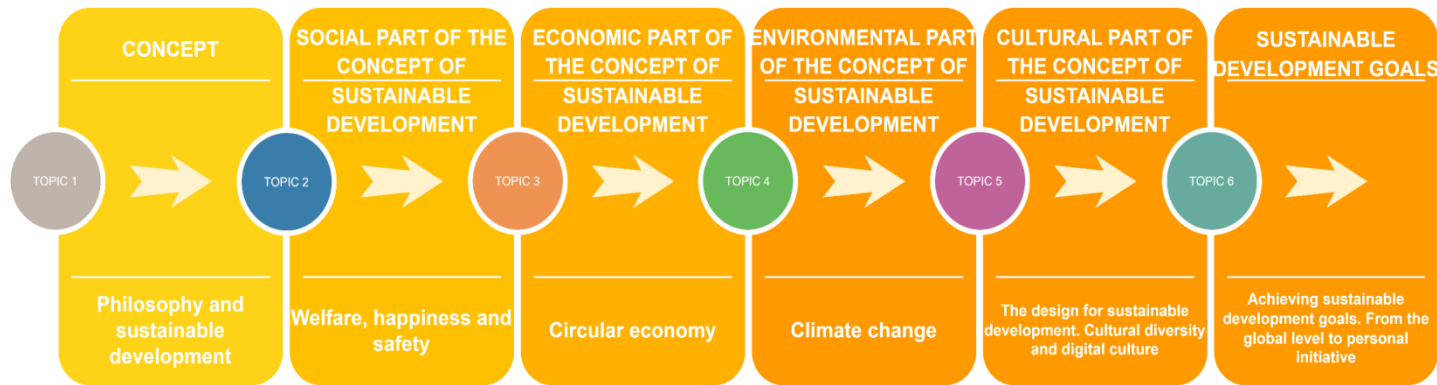 CONCEPT
SOCIAL PART OF THE
CONCEPT OF
SUSTAINABLE
DEVELOPMENT
ECONOMIC PART OF
THE CONCEPT OF
SUSTAINABLE
DEVELOPMENT
ENVIRONMENTAL PART
OF THE CONCEPT OF
SUSTAINABLE
DEVELOPMENT
CULTURAL PART OF
THE CONCEPT OF
SUSTAINABLE
DEVELOPMENT
SUSTAINABLE
DEVELOPMENT GOALS
TOPIC 1
TOPIC 2
TOPIC 3
TOPIC 4
TOPIC 5
TOPIC 6
Philosophy and
sustainable
development
Welfare, happiness and
safety
Circular economy
Climate change
The design for sustainable
development. Cultural diversity
and digital culture
Achieving sustainable
development goals. From the
global level to personal
initiative